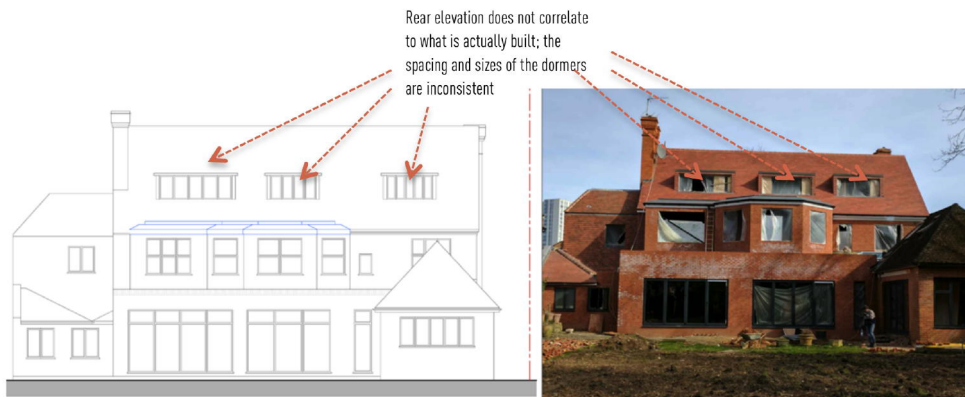 Rear elevation does not correlate
to what is actually built; the
spacing and sizes of the dormers
are inconsistent